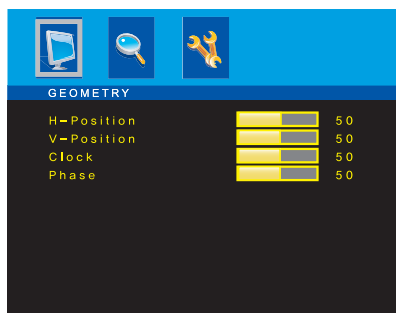 GEOMETRY
H-Position 50
V-Position 50
Clock 50
Phase 50